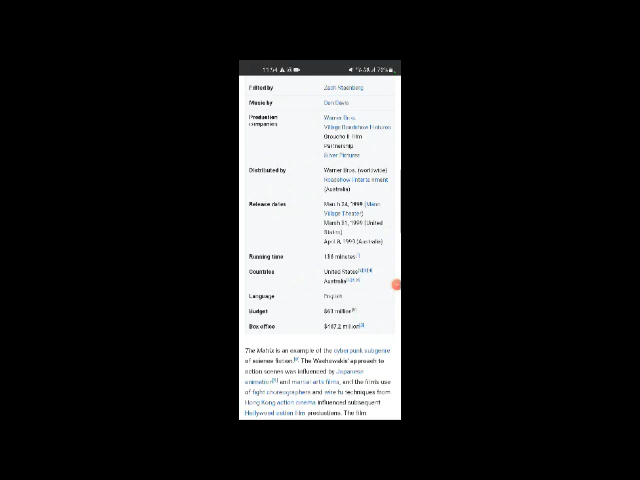 Edited by
Zach Staenberg
Music by
Don Davis
Production companies
Warner Bros.
Village Roadshow Pictures
Groucho II Film
Partnership
Silver Pictures
Distributed by
Warner Bros. (worldwide)
Roadshow Entertainment
(Australia)
Release dates
March 24, 1999 (Mann
Village Theater)
March 31, 1999 (United
States)
April 8, 1999 (Australia)
Running time
136 minutes
Countries
United States
Australia
Language
English
Budget
$63 million
Box office
$467.2 million
The Matrix is an example of the cyberpunk subgenre
of science fiction. The Wachowskis' approach to
action scenes was influenced by Japanese
animation and martial arts films, and the film's use
of fight choreographers and wire fu techniques from
Hong Kong action cinema influenced subsequent
Hollywood action film productions. The film